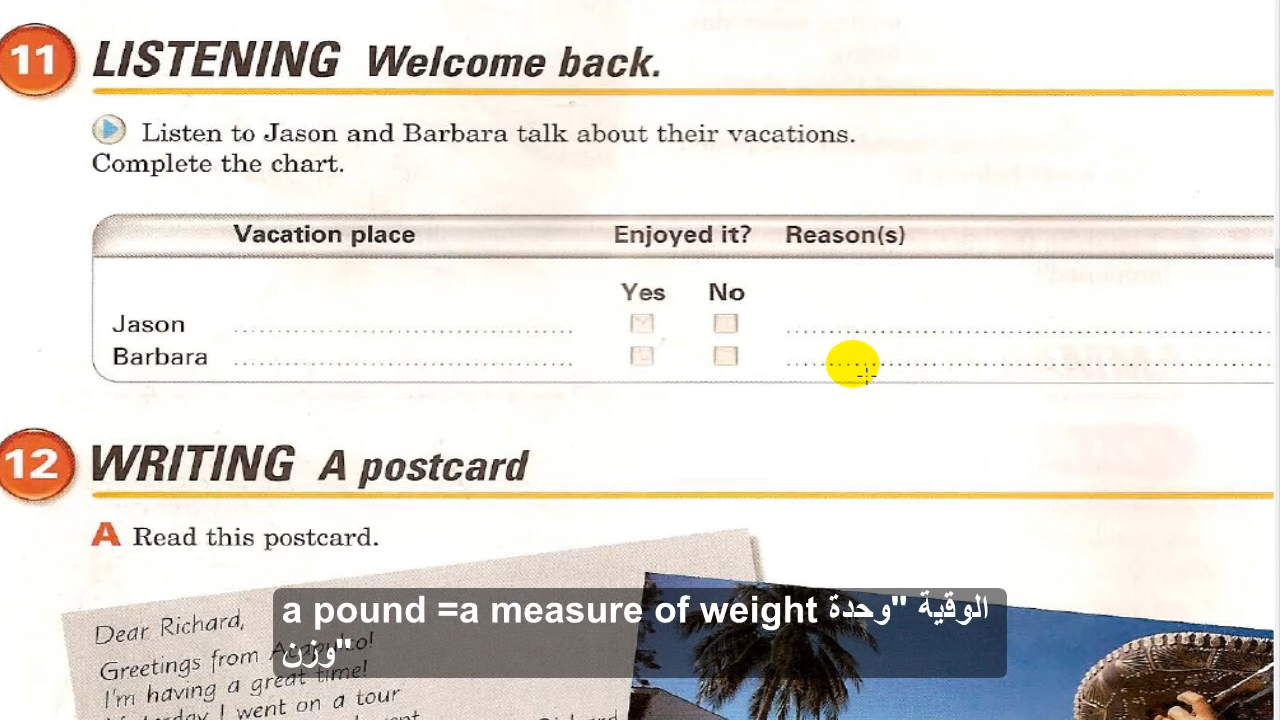 11 LISTENING Welcome back.
Listen to Jason and Barbara talk about their vacations.
Complete the chart.
Vacation place Enjoyed it? Reason(s)
Yes No
Jason
Barbara
12 WRITING A postcard
A Read this postcard.
Dear Richard,
Greetings from Acapulco!
I'm having a great time!
Yesterday I went on a tour
Richard
a pound =a measure of weight الوقية "وحدة
وزن"